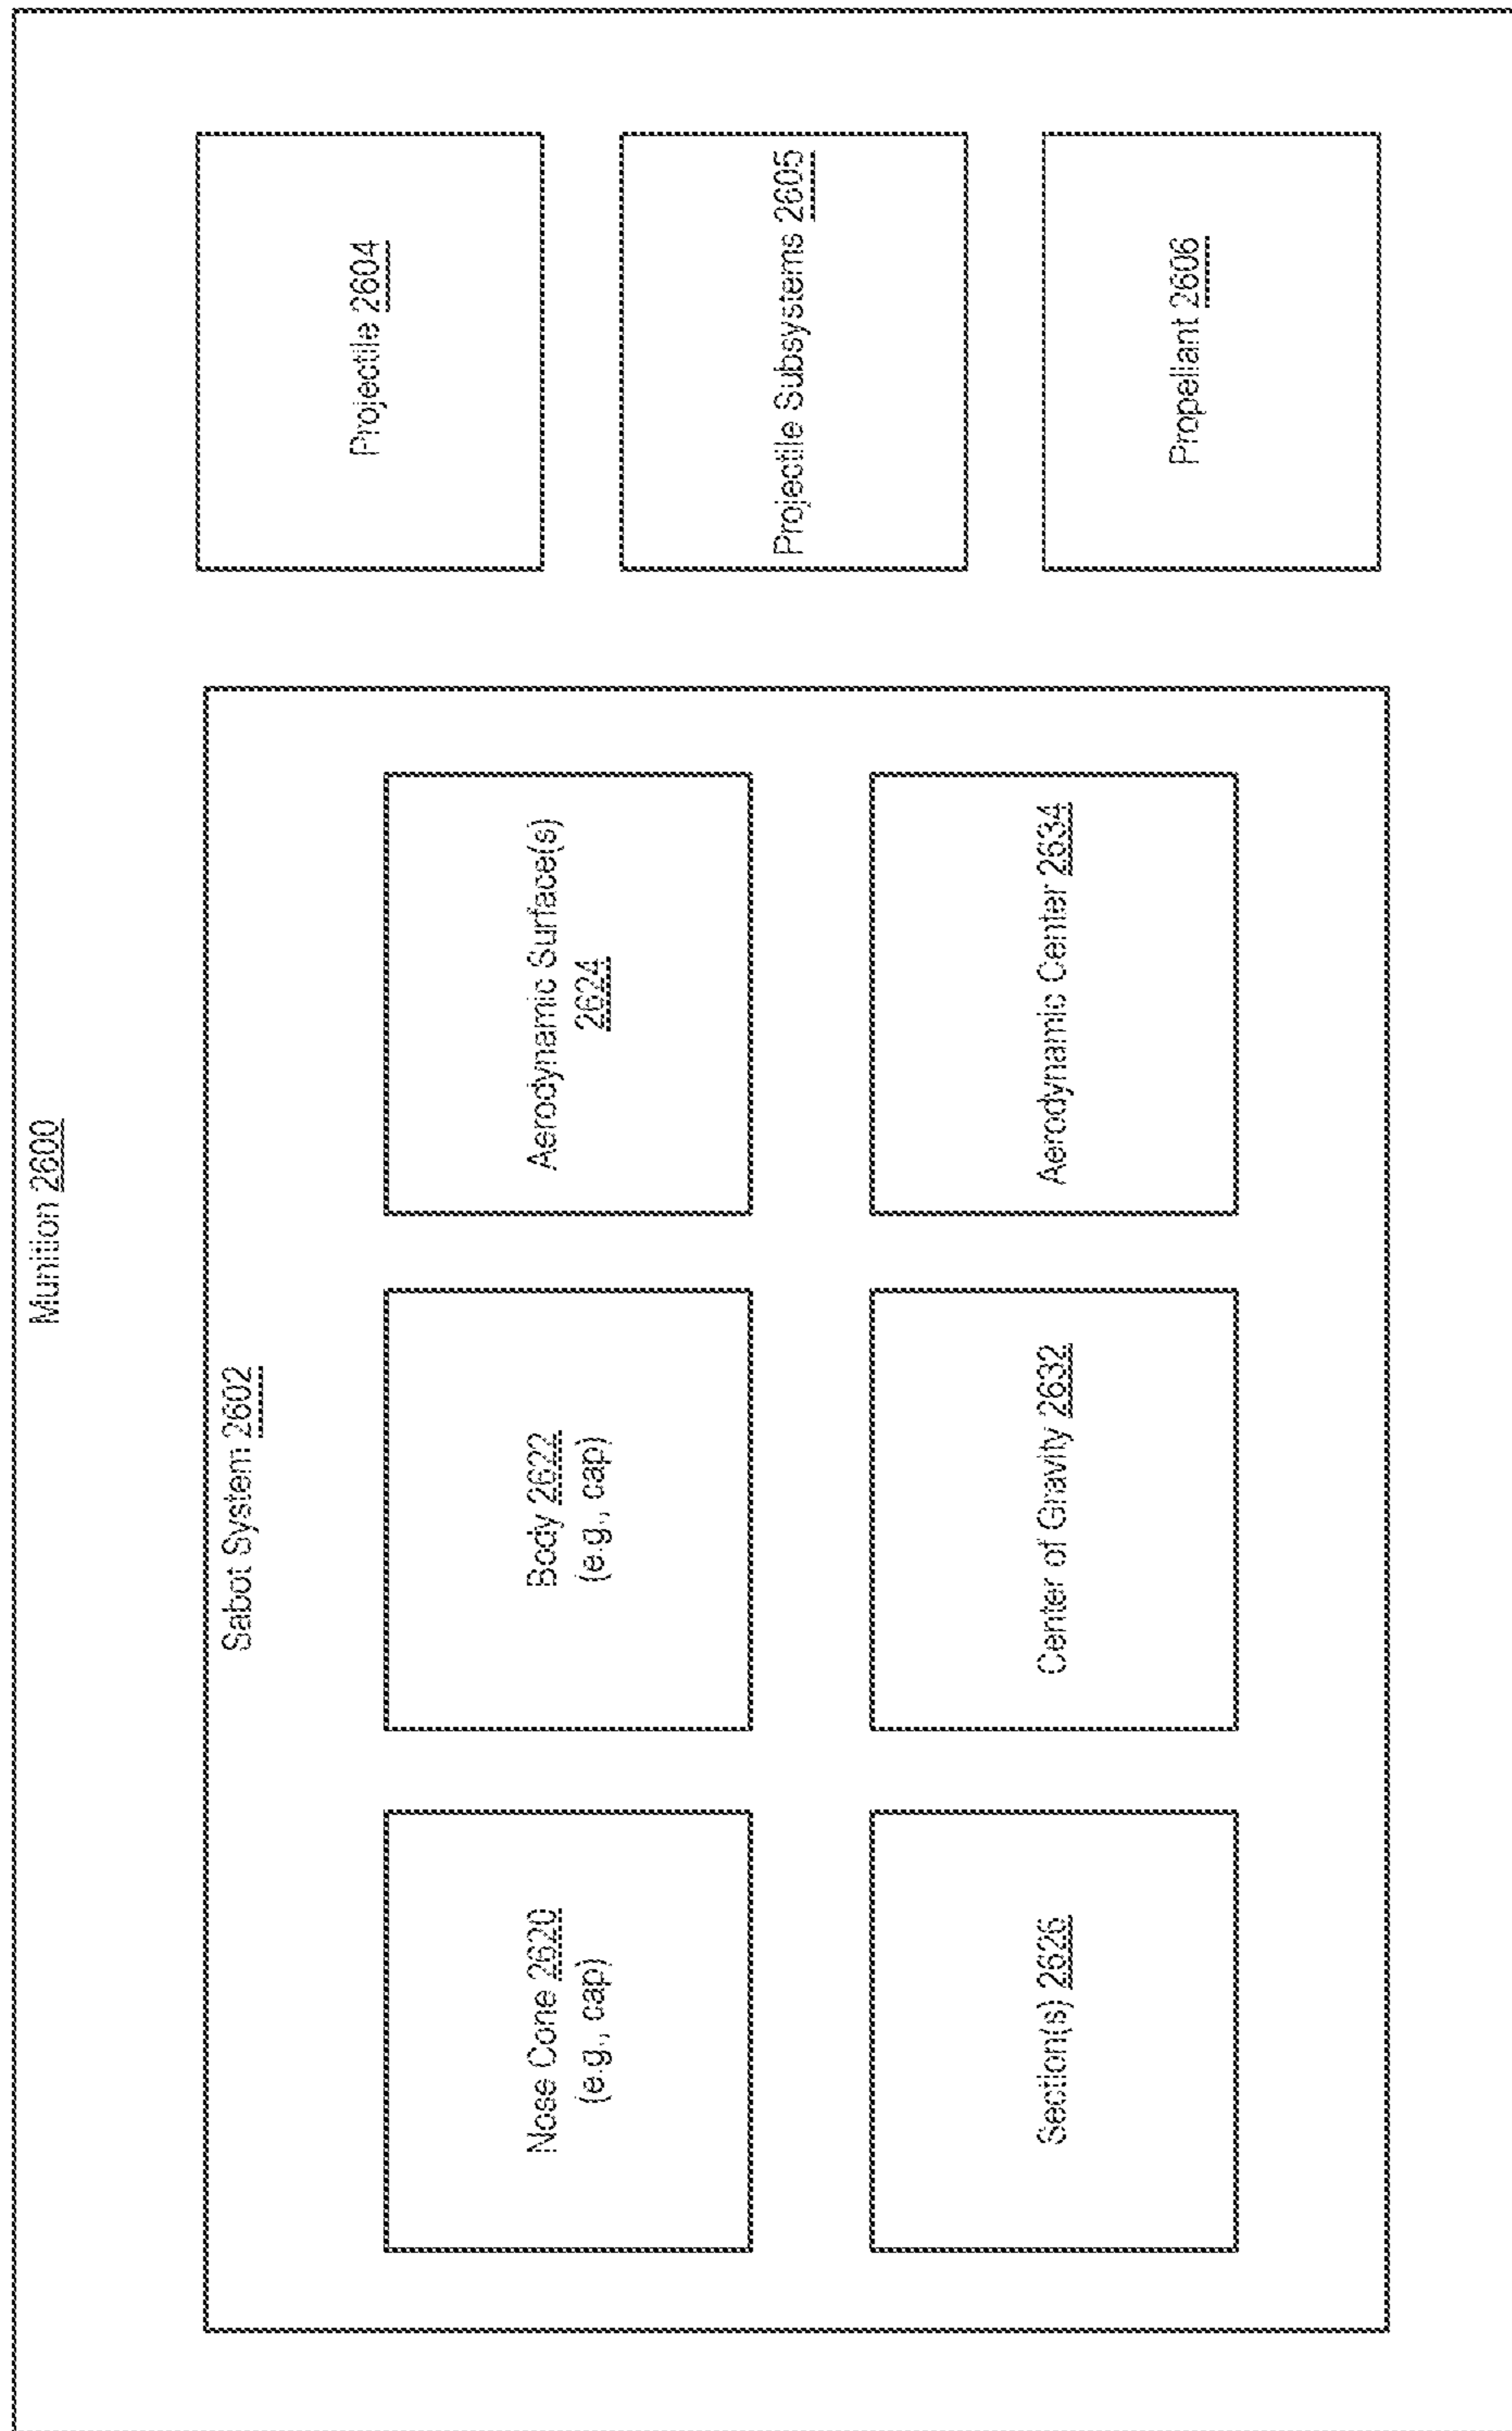 Munition 2600
Sabot System 2602
Nose Cone 2620
(e.g., cap)
Body 2622
(e.g., cap)
Aerodynamic Surface(s)
2624
Section(s) 2626
Center of Gravity 2632
Aerodynamic Center 2634
Projectile 2604
Projectile Subsystems 2605
Propellant 2606